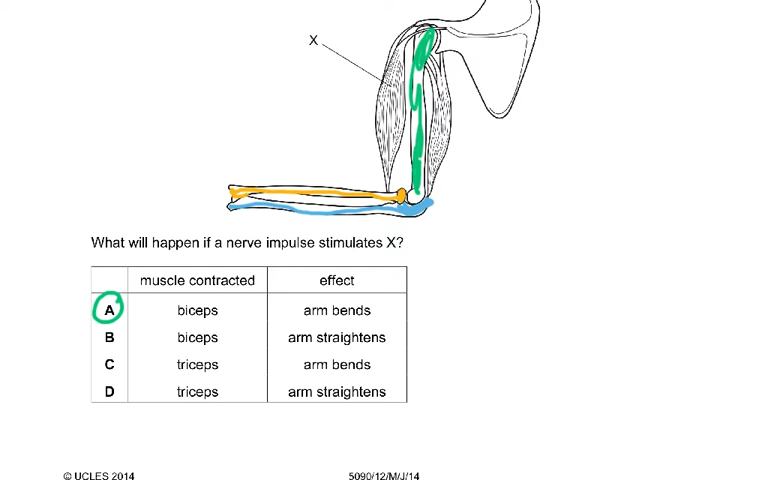 X
What will happen if a nerve impulse stimulates X?
muscle contracted effect
A biceps arm bends
B biceps arm straightens
C triceps arm bends
D triceps arm straightens
© UCLES 2014 5090/12/M/J/14